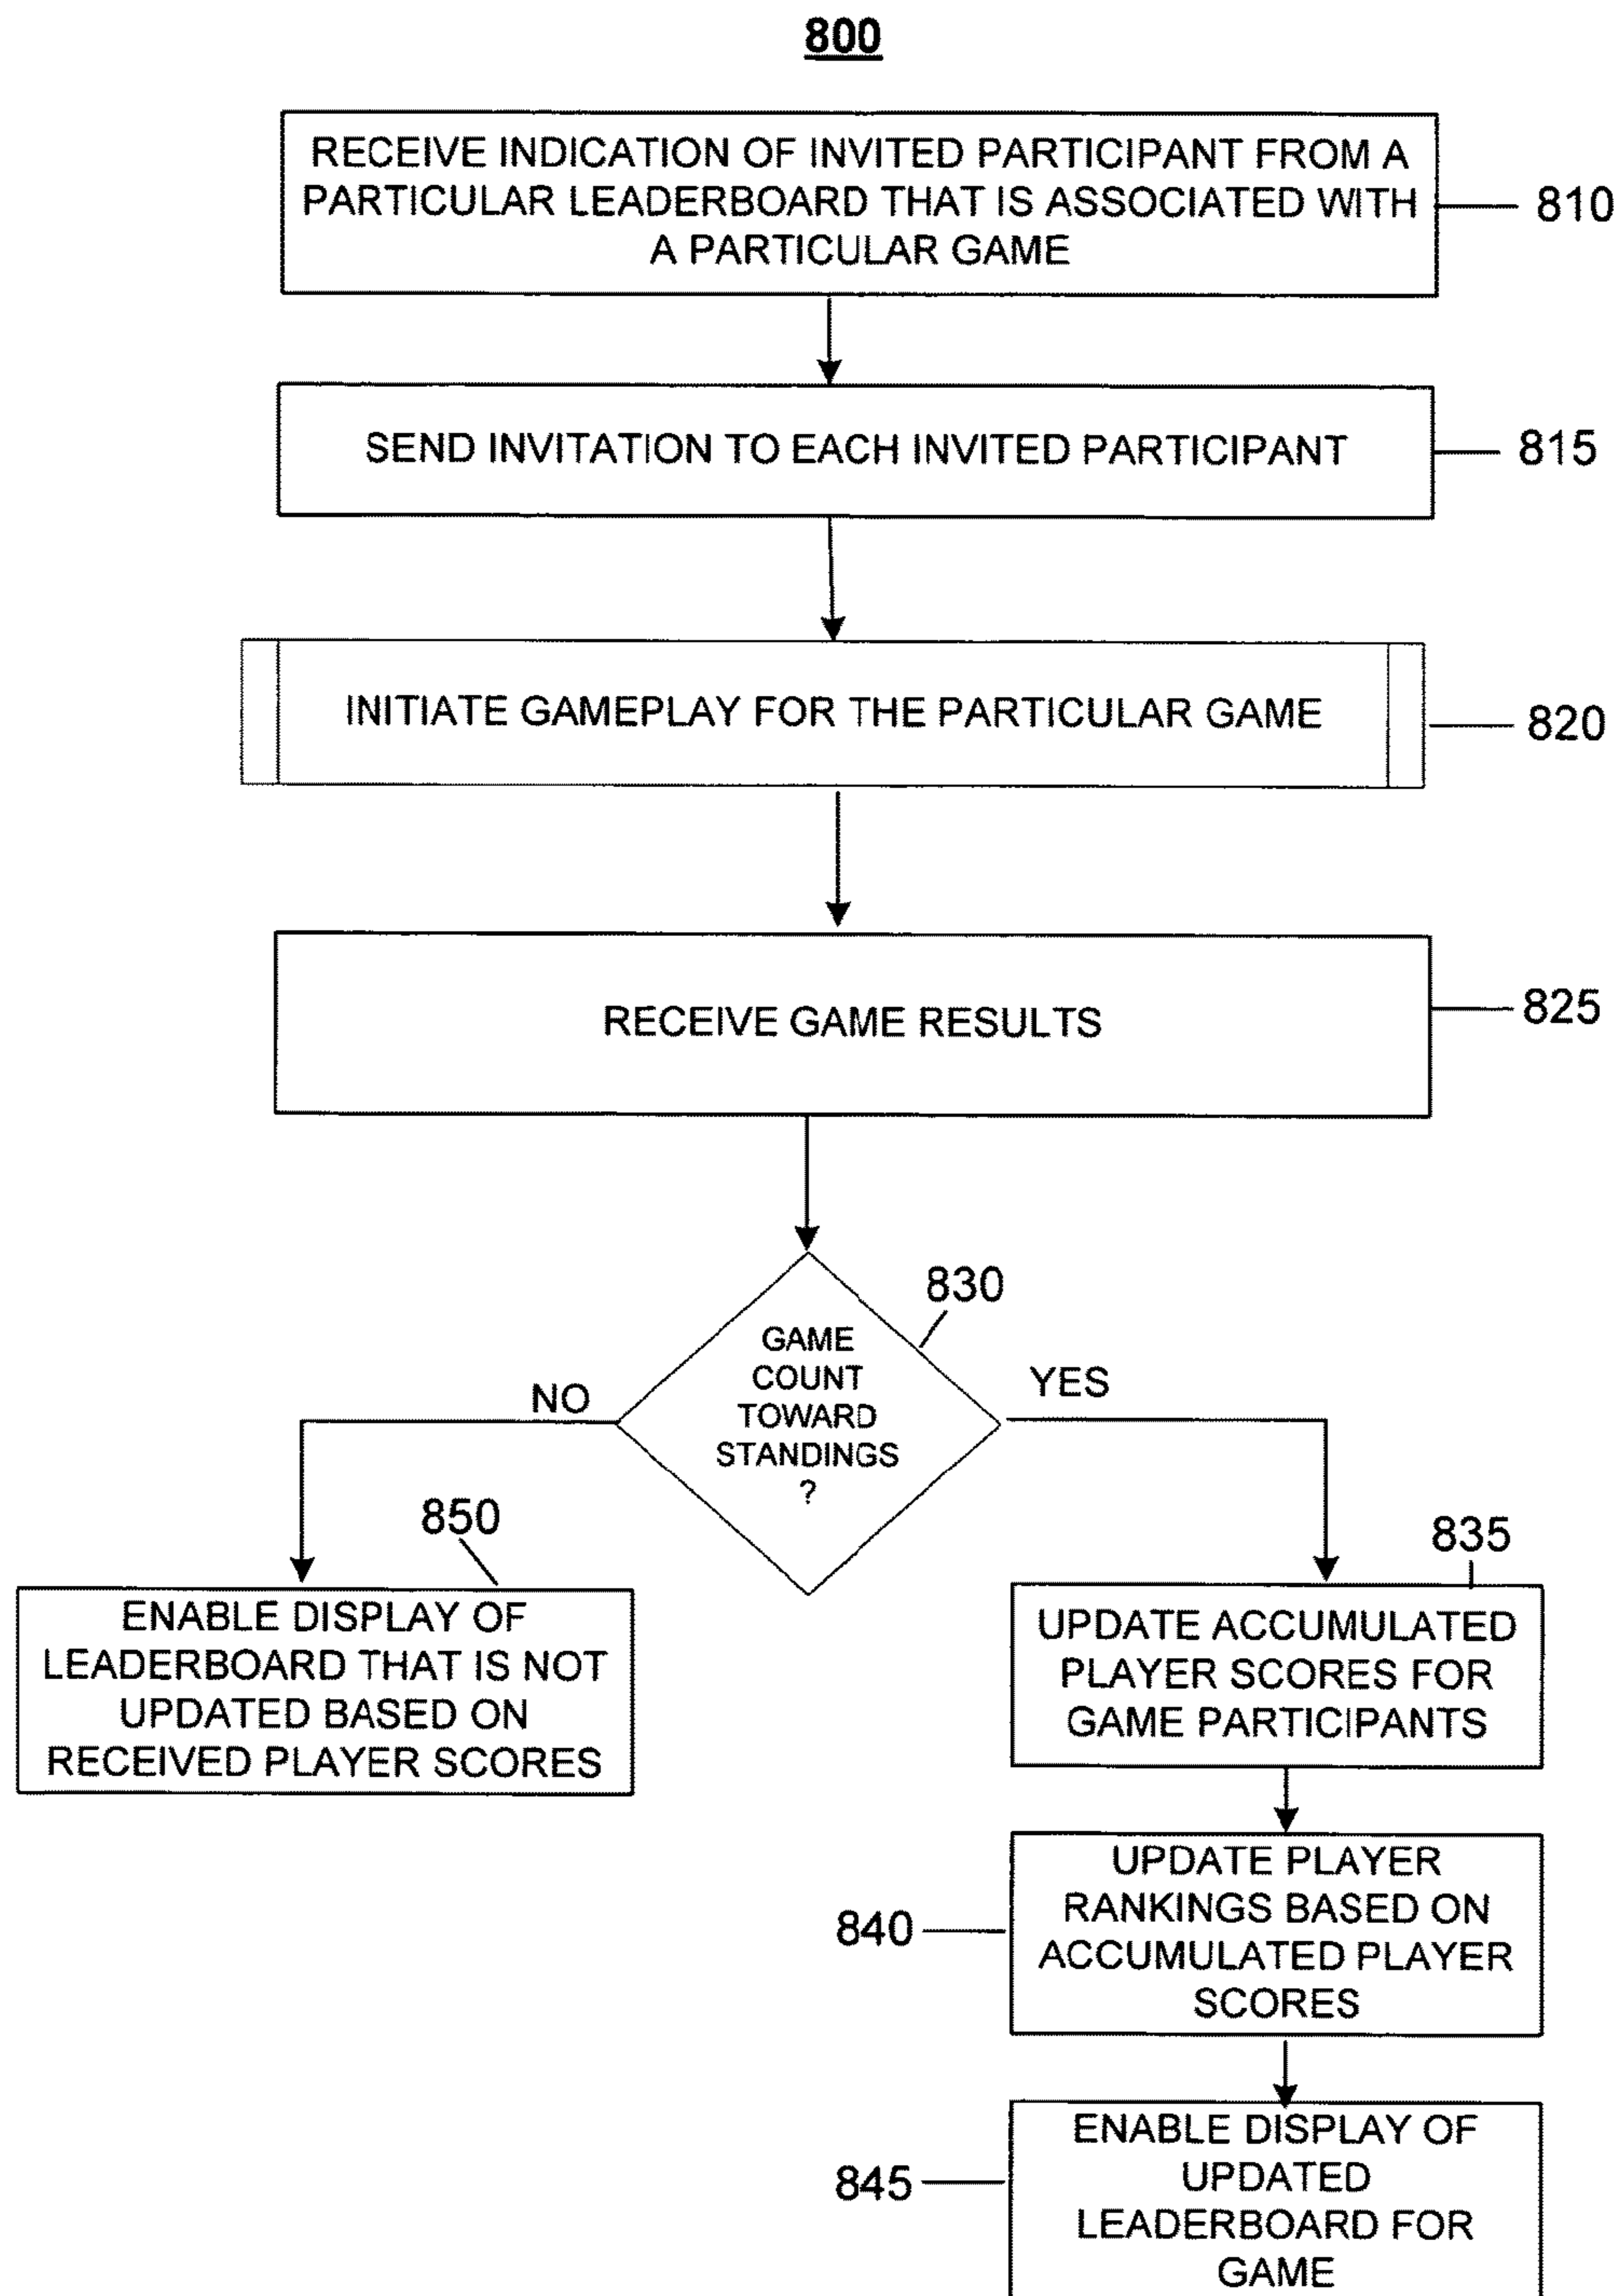 800
RECEIVE INDICATION OF INVITED PARTICIPANT FROM A
PARTICULAR LEADERBOARD THAT IS ASSOCIATED WITH
A PARTICULAR GAME
810
SEND INVITATION TO EACH INVITED PARTICIPANT
815
INITIATE GAMEPLAY FOR THE PARTICULAR GAME
820
RECEIVE GAME RESULTS
825
830
GAME
COUNT
TOWARD
STANDINGS
?
NO
YES
850
ENABLE DISPLAY OF
LEADERBOARD THAT IS NOT
UPDATED BASED ON
RECEIVED PLAYER SCORES
835
UPDATE ACCUMULATED
PLAYER SCORES FOR
GAME PARTICIPANTS
UPDATE PLAYER
RANKINGS BASED ON
ACCUMULATED PLAYER
SCORES
840
ENABLE DISPLAY OF
UPDATED
LEADERBOARD FOR
GAME
845